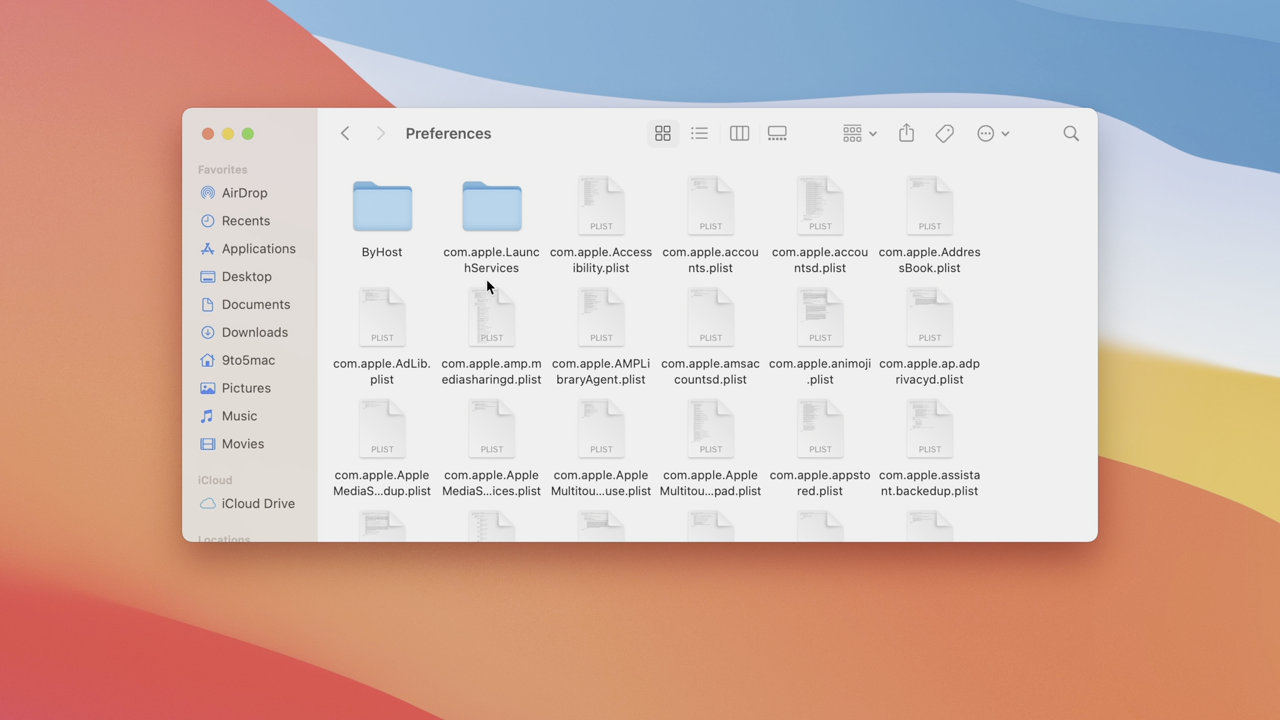 Preferences
Favorites
AirDrop
Recents
Applications
Desktop
Documents
Downloads
9to5mac
Pictures
Music
Movies
iCloud
iCloud Drive
Locations
ByHost
com.apple.Launc
hServices
PLIST
com.apple.Access
ibility.plist
PLIST
com.apple.accou
nts.plist
PLIST
com.apple.accou
ntsd.plist
PLIST
com.apple.Addres
sBook.plist
PLIST
com.apple.AdLib.
plist
PLIST
com.apple.amp.m
ediasharingd.plist
PLIST
com.apple.AMPLi
braryAgent.plist
PLIST
com.apple.amsac
countsd.plist
PLIST
com.apple.animoji
.plist
PLIST
com.apple.ap.adp
rivacyd.plist
PLIST
com.apple.Apple
MediaS...dup.plist
PLIST
com.apple.Apple
MediaS...ices.plist
PLIST
com.apple.Apple
Multitou...use.plist
PLIST
com.apple.Apple
Multitou...pad.plist
PLIST
com.apple.appsto
red.plist
PLIST
com.apple.assista
nt.backedup.plist